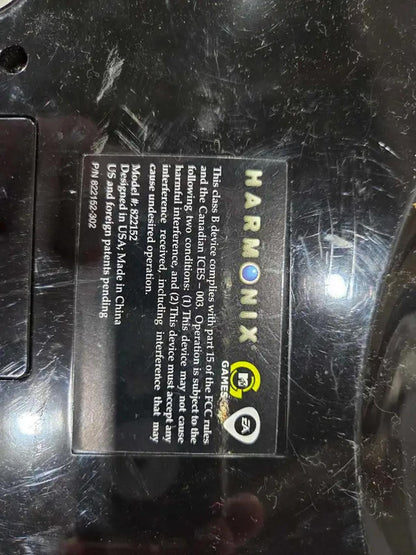 HARMONIX
MTV
GAMES
EA
This class B device complies with part 15 of the FCC rules
and the Canadian ICES – 003. Operation is subject to the
following two conditions: (1) This device may not cause
harmful interference, and (2) This device must accept any
interference received, including interference that may
cause undesired operation.
Model #: 822152
Designed in USA; Made in China
US and foreign patents pending
P/N 822152-302